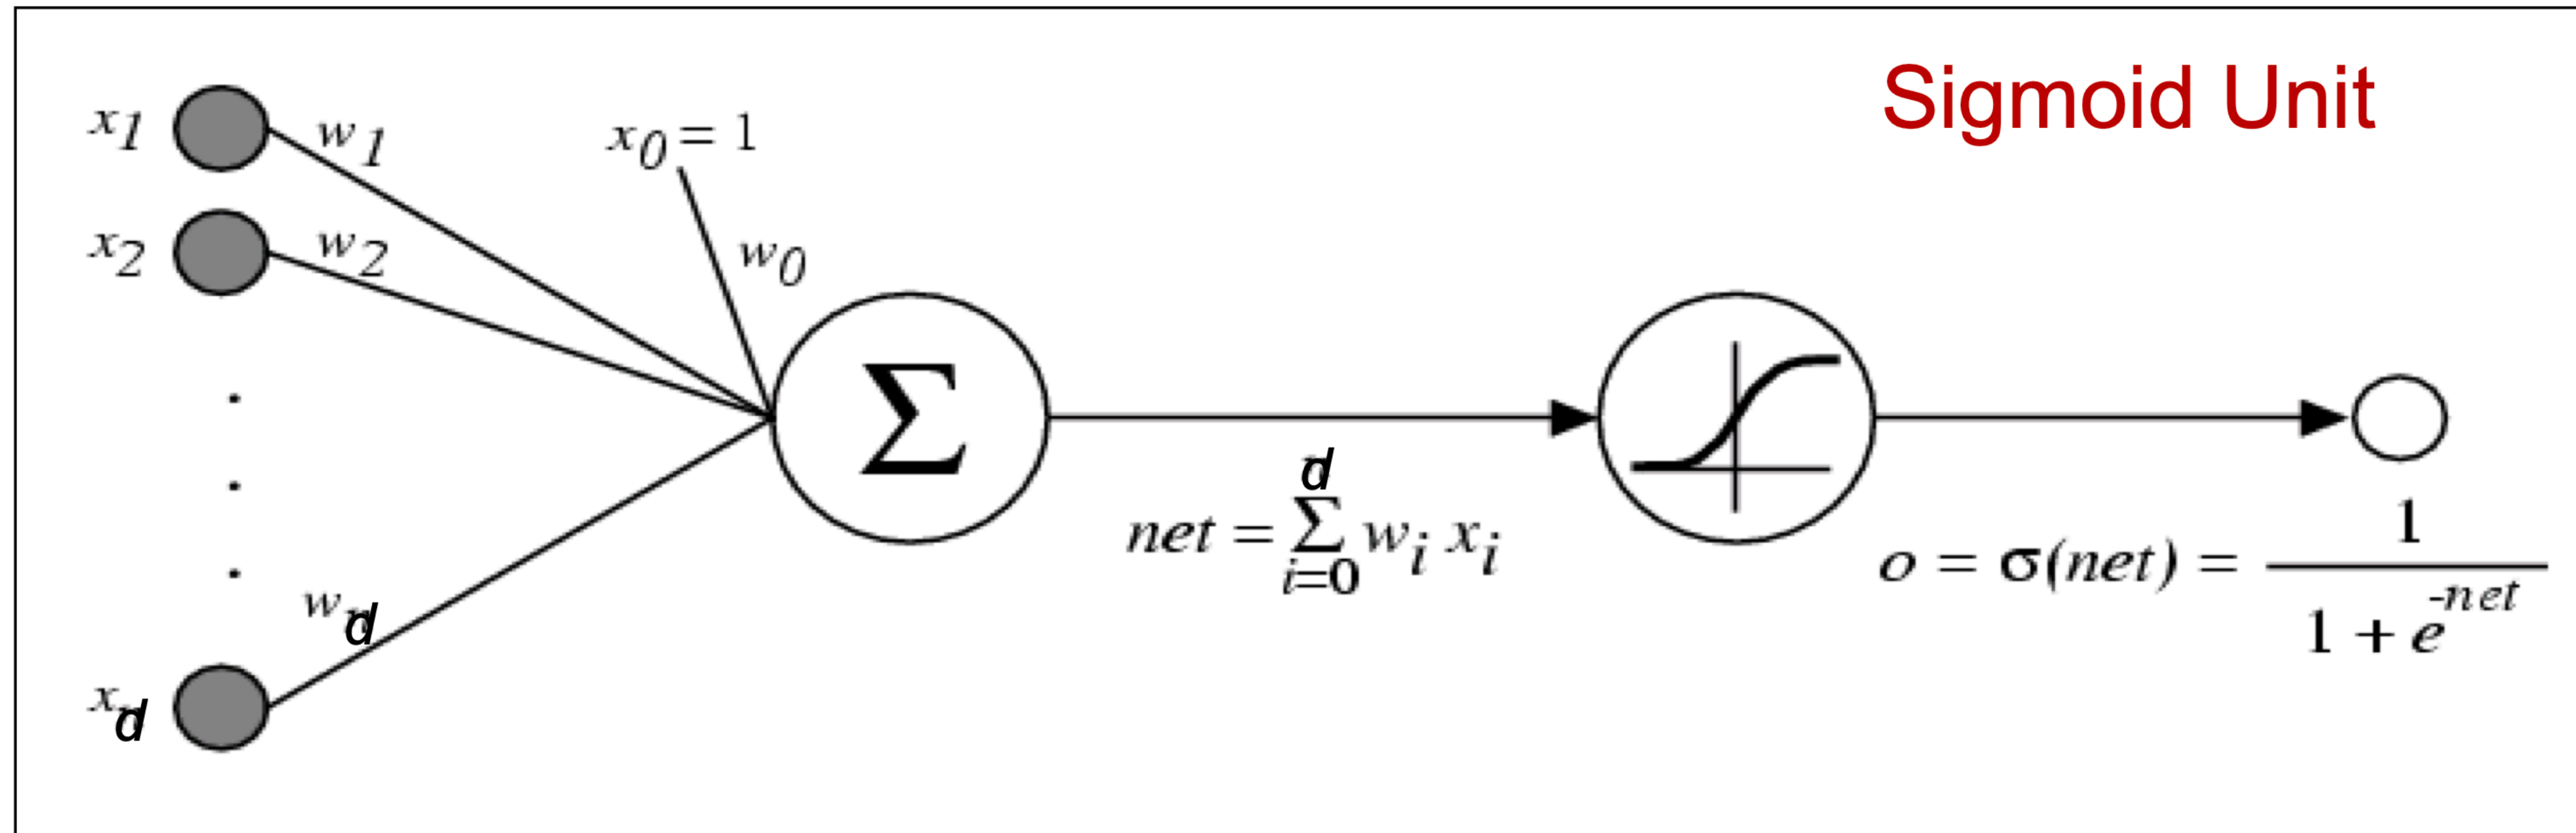 Sigmoid Unit
x1
w1
x0 = 1
x2
w2
w0
Σ
d
net = Σ wi xi
i=0
1
o = σ(net) =
1 + e^-net
wd
xd